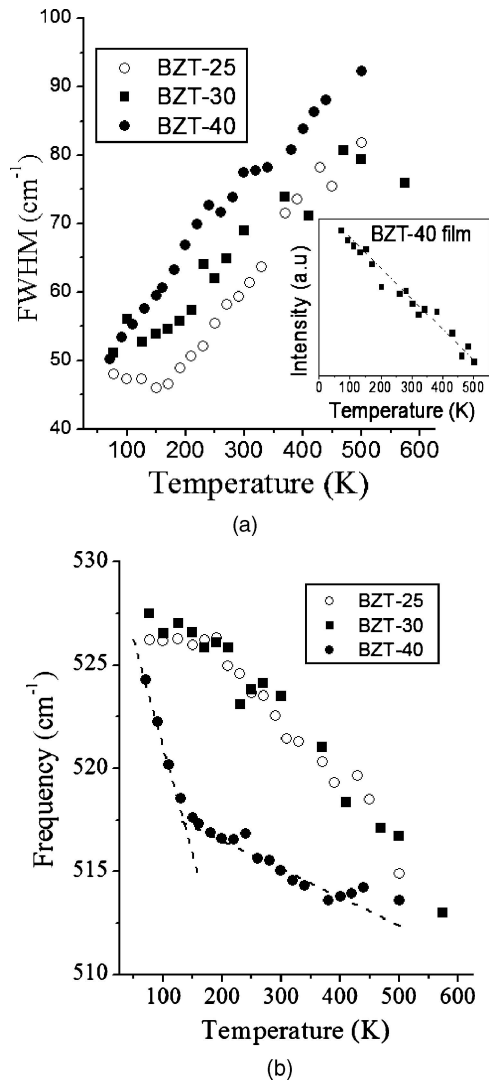 100
90
80
70
60
50
40
FWHM (cm⁻¹)
BZT-25
BZT-30
BZT-40
BZT-40 film
Intensity (a.u)
0 100 200 300 400 500
Temperature (K)
100 200 300 400 500 600
Temperature (K)
(a)
530
525
520
515
510
Frequency (cm⁻¹)
BZT-25
BZT-30
BZT-40
100 200 300 400 500 600
Temperature (K)
(b)